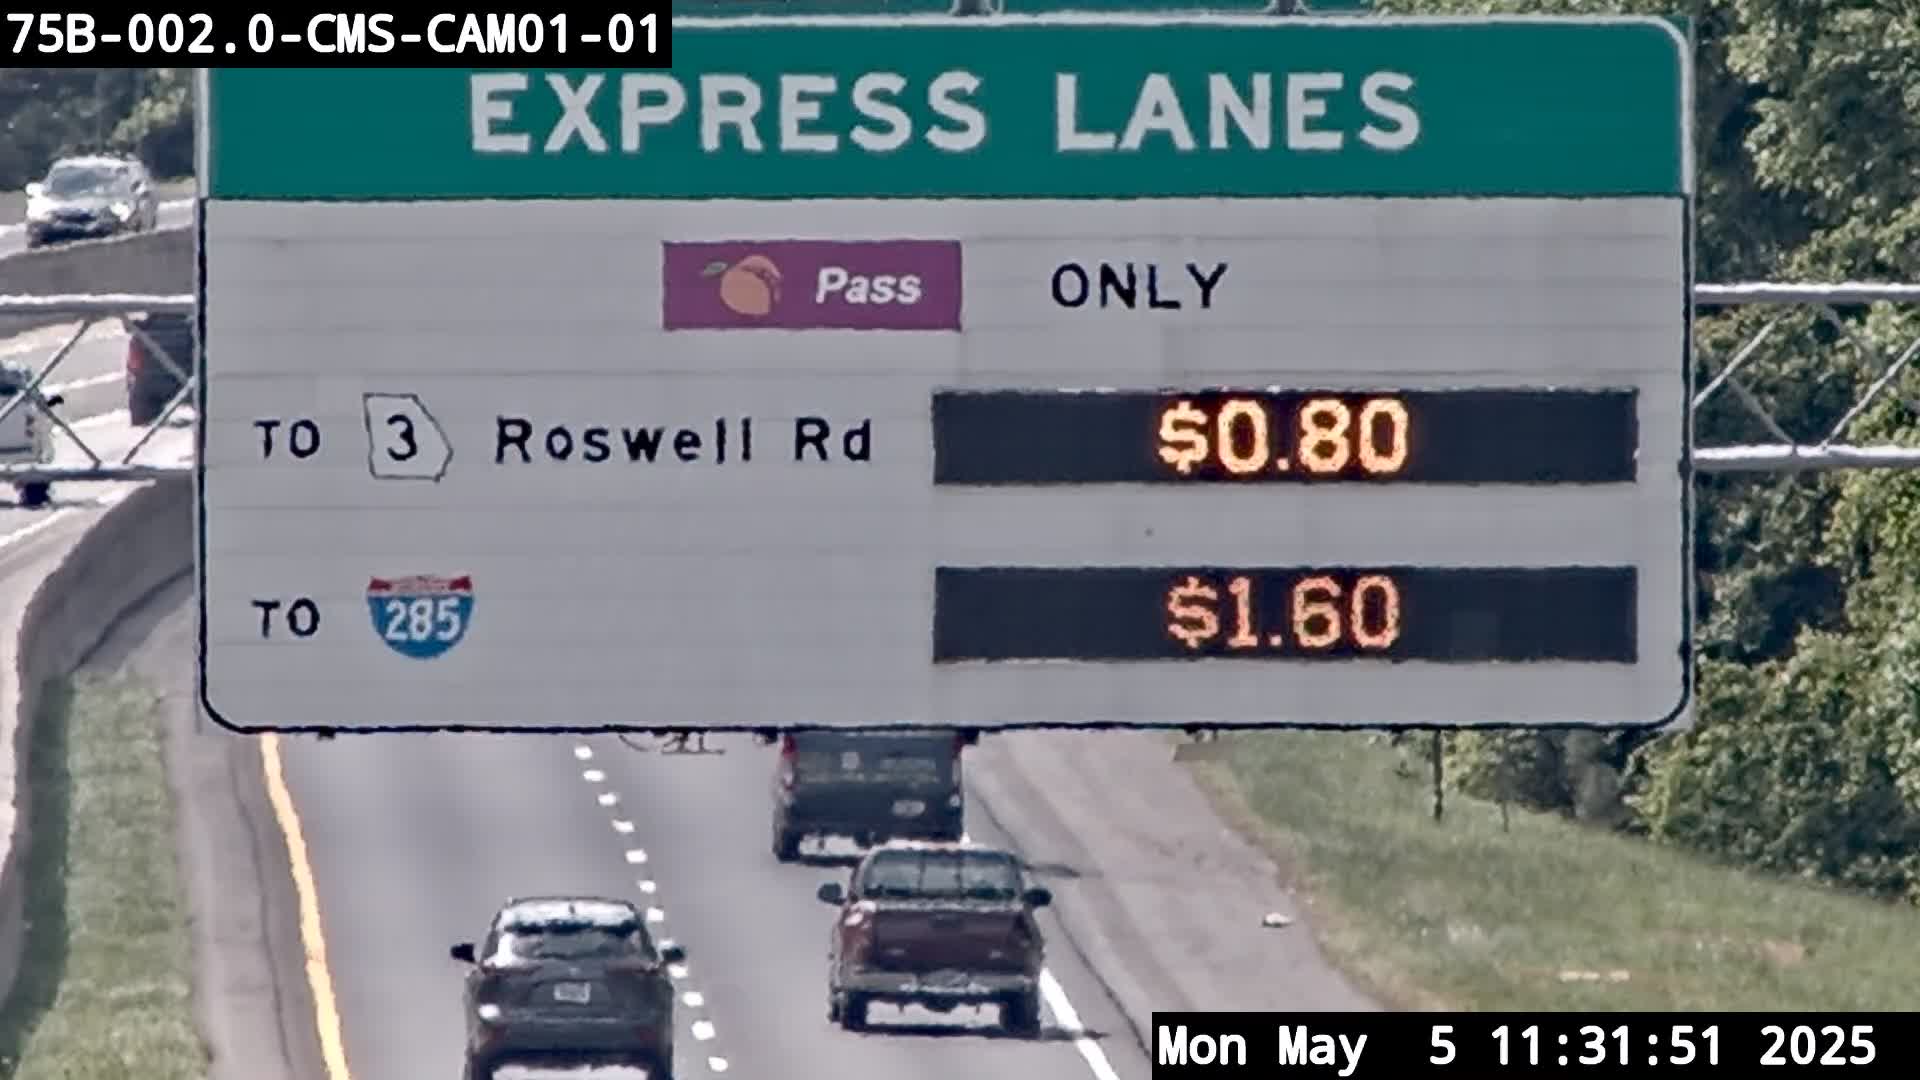 75B-002.0-CMS-CAM01-01
EXPRESS LANES
Pass ONLY
TO 3 Roswell Rd $0.80
TO 285 $1.60
Mon May 5 11:31:51 2025